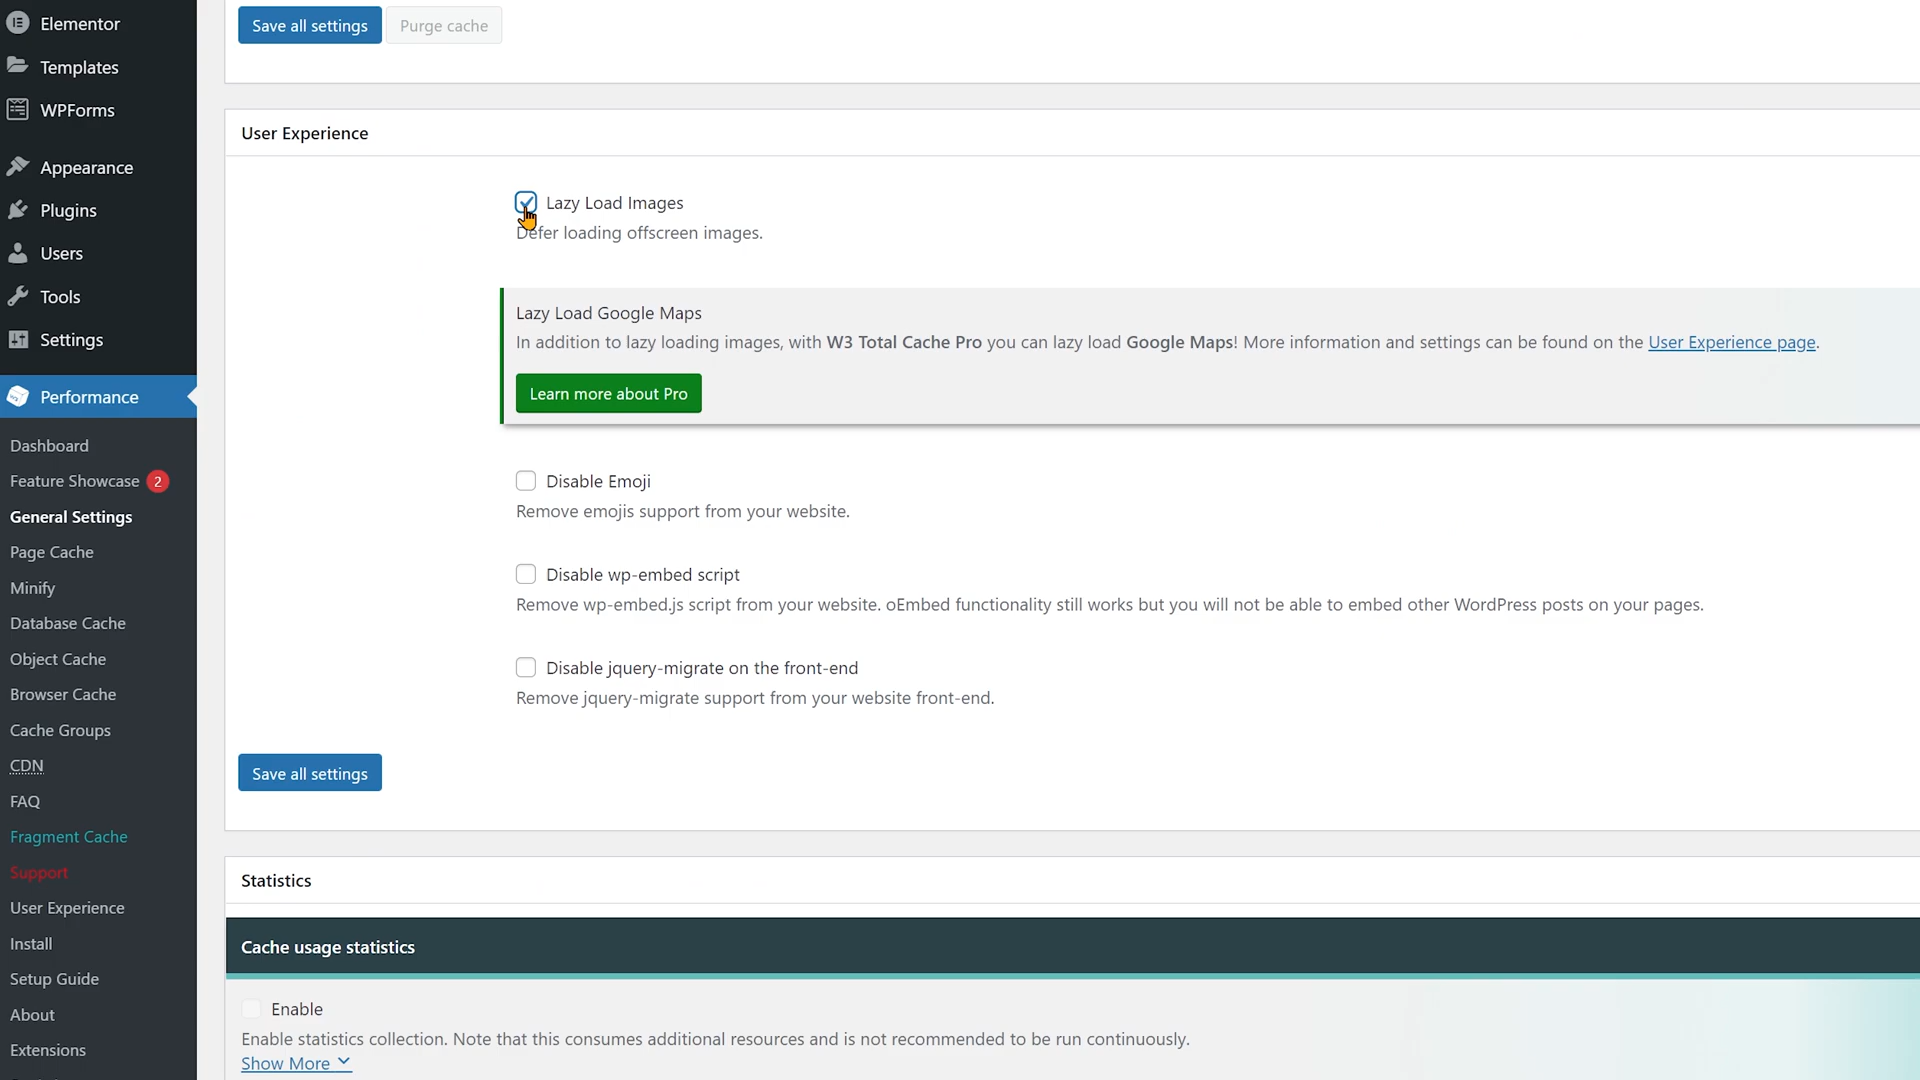 Elementor
Templates
WPForms
Appearance
Plugins
Users
Tools
Settings
Performance
Dashboard
Feature Showcase 2
General Settings
Page Cache
Minify
Database Cache
Object Cache
Browser Cache
Cache Groups
CDN
FAQ
Fragment Cache
Support
User Experience
Install
Setup Guide
About
Extensions
Save all settings Purge cache
User Experience
Lazy Load Images
Defer loading offscreen images.
Lazy Load Google Maps
In addition to lazy loading images, with W3 Total Cache Pro you can lazy load Google Maps! More information and settings can be found on the User Experience page.
Learn more about Pro
Disable Emoji
Remove emojis support from your website.
Disable wp-embed script
Remove wp-embed.js script from your website. oEmbed functionality still works but you will not be able to embed other WordPress posts on your pages.
Disable jquery-migrate on the front-end
Remove jquery-migrate support from your website front-end.
Save all settings
Statistics
Cache usage statistics
Enable
Enable statistics collection. Note that this consumes additional resources and is not recommended to be run continuously.
Show More